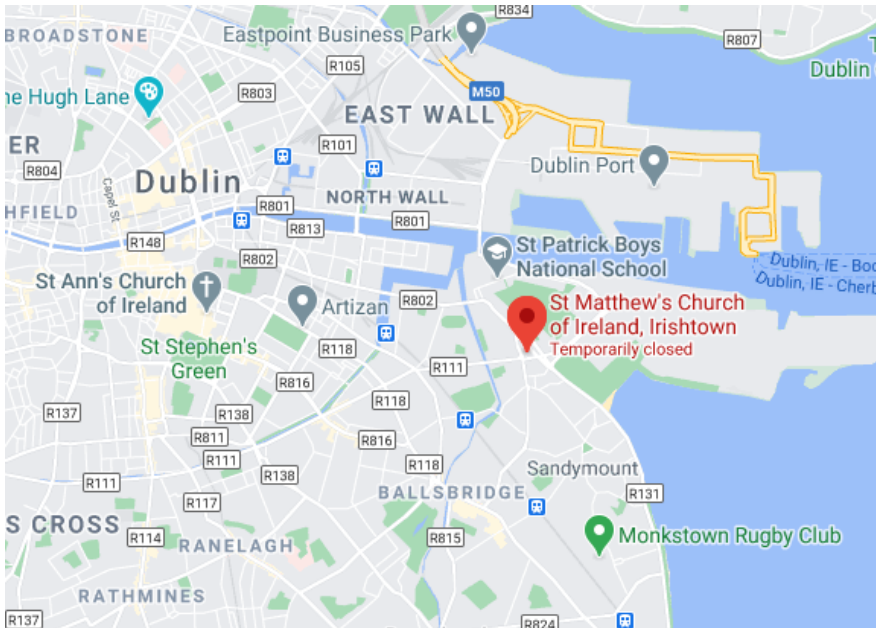 BROADSTONE
Eastpoint Business Park
R834
R807
R105
M50
ne Hugh Lane
R803
EAST WALL
Dublin
ER
R101
Dublin Port
R804
Capel St
Dublin
NORTH WALL
HFIELD
R801
R801
R813
R148
St Patrick Boys
National School
R802
Dublin, IE - Boo
Dublin, IE - Cherb
St Ann's Church
of Ireland
Artizan
R802
St Matthew's Church
of Ireland, Irishtown
Temporarily closed
St Stephen's
Green
R118
R111
R816
R118
R137
R138
R811
R816
R111
R118
R138
Sandymount
R111
R117
BALLSBRIDGE
R131
S CROSS
R114
RANELAGH
R815
Monkstown Rugby Club
RATHMINES
R137
R824